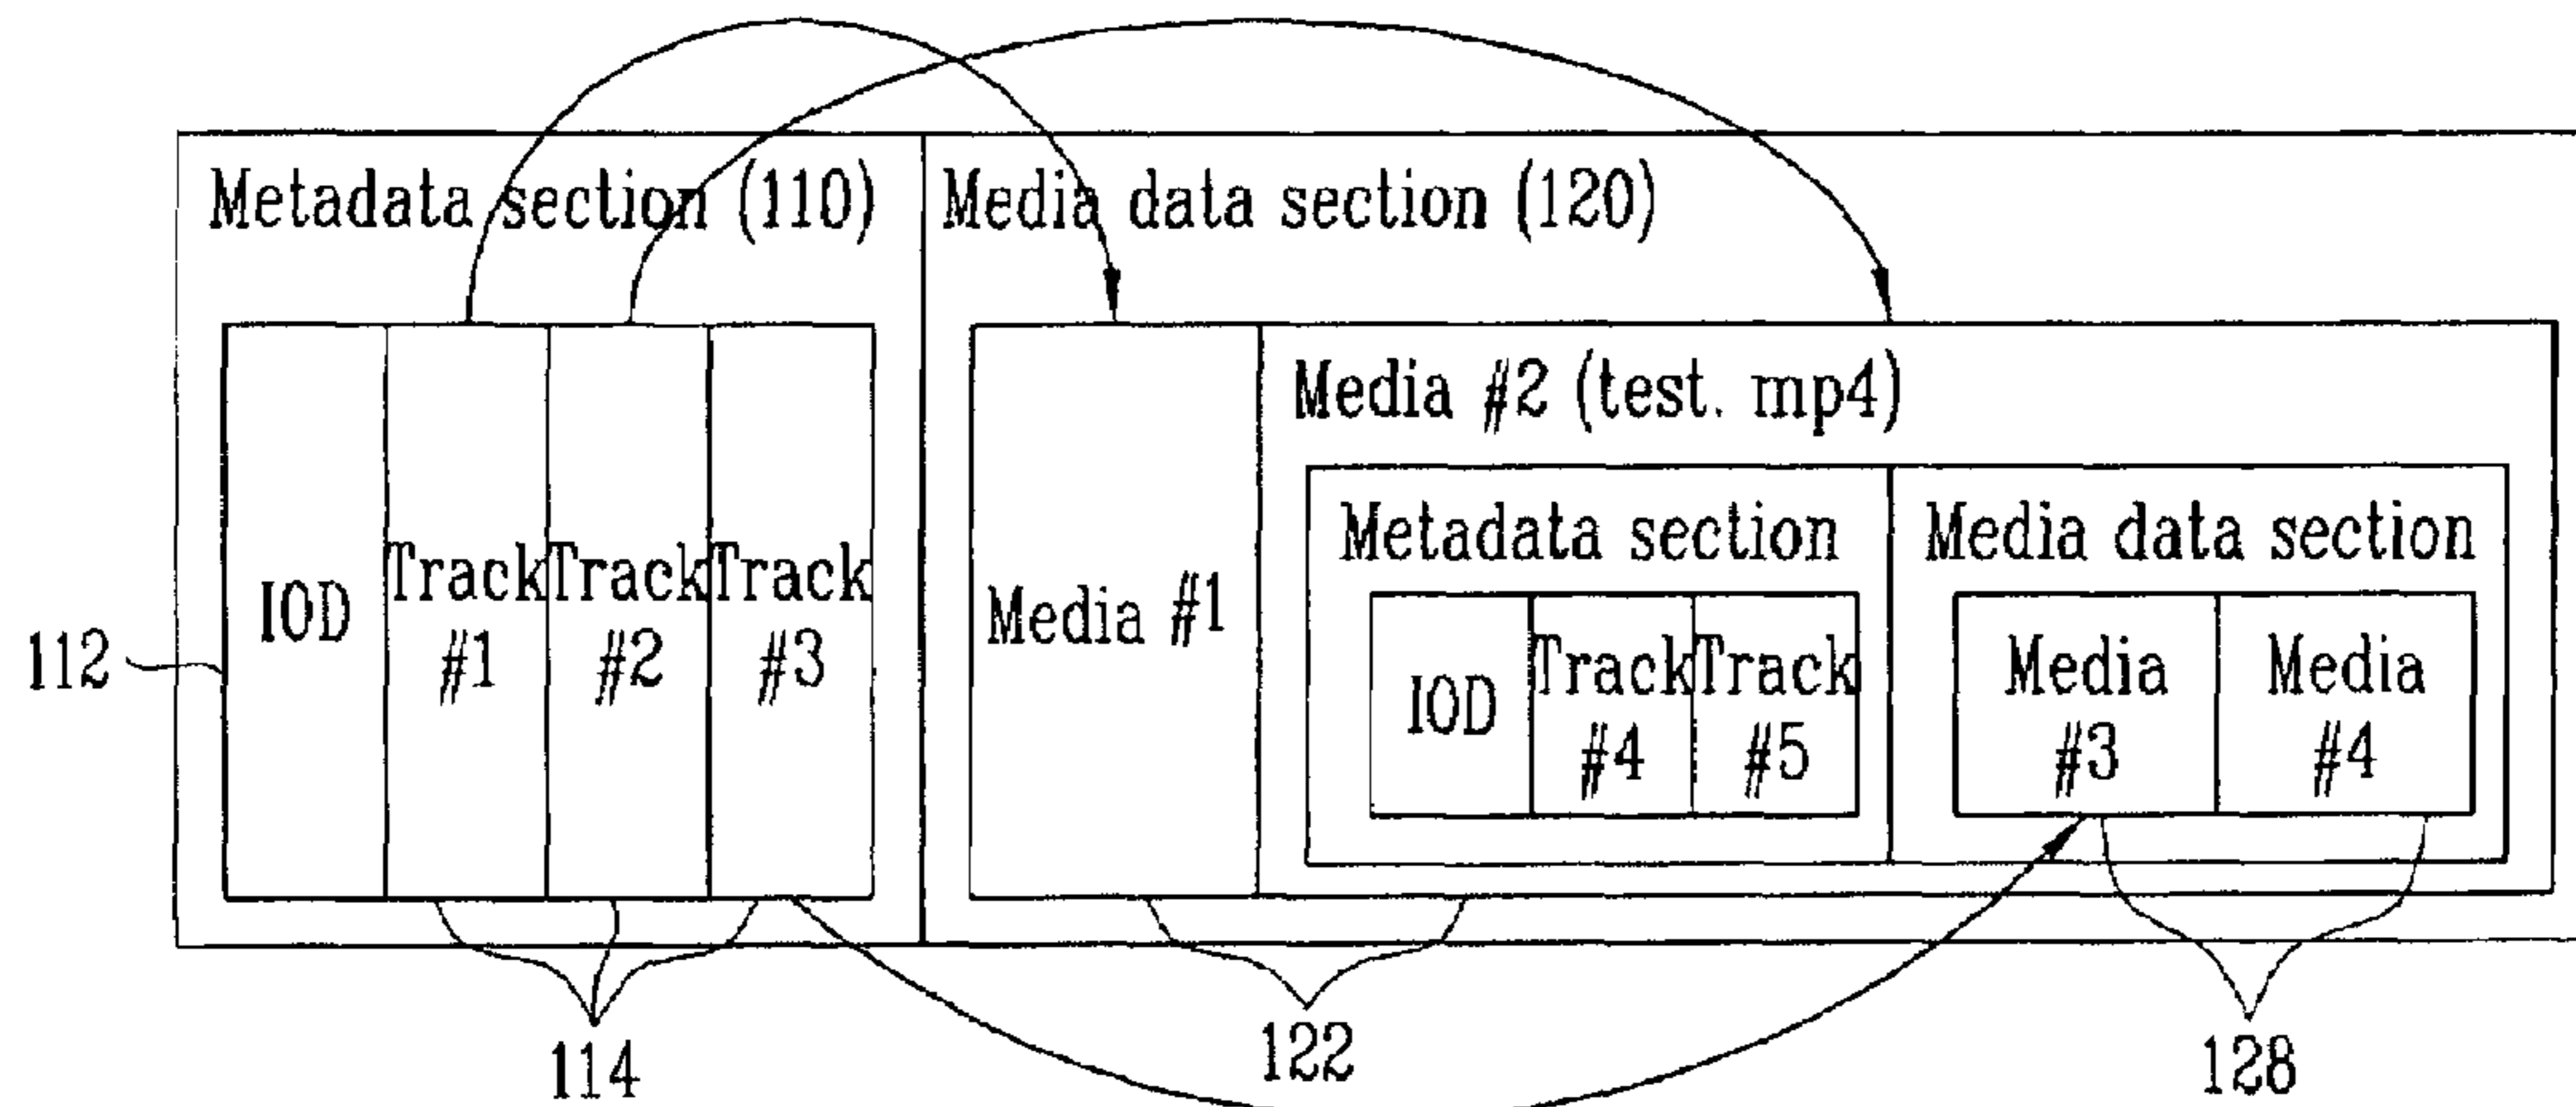 Metadata section (110)
Media data section (120)
IOD
Track
#1
Track
#2
Track
#3
Media #1
Media #2 (test. mp4)
Metadata section
IOD
Track
#4
Track
#5
Media data section
Media
#3
Media
#4
112
114
122
128